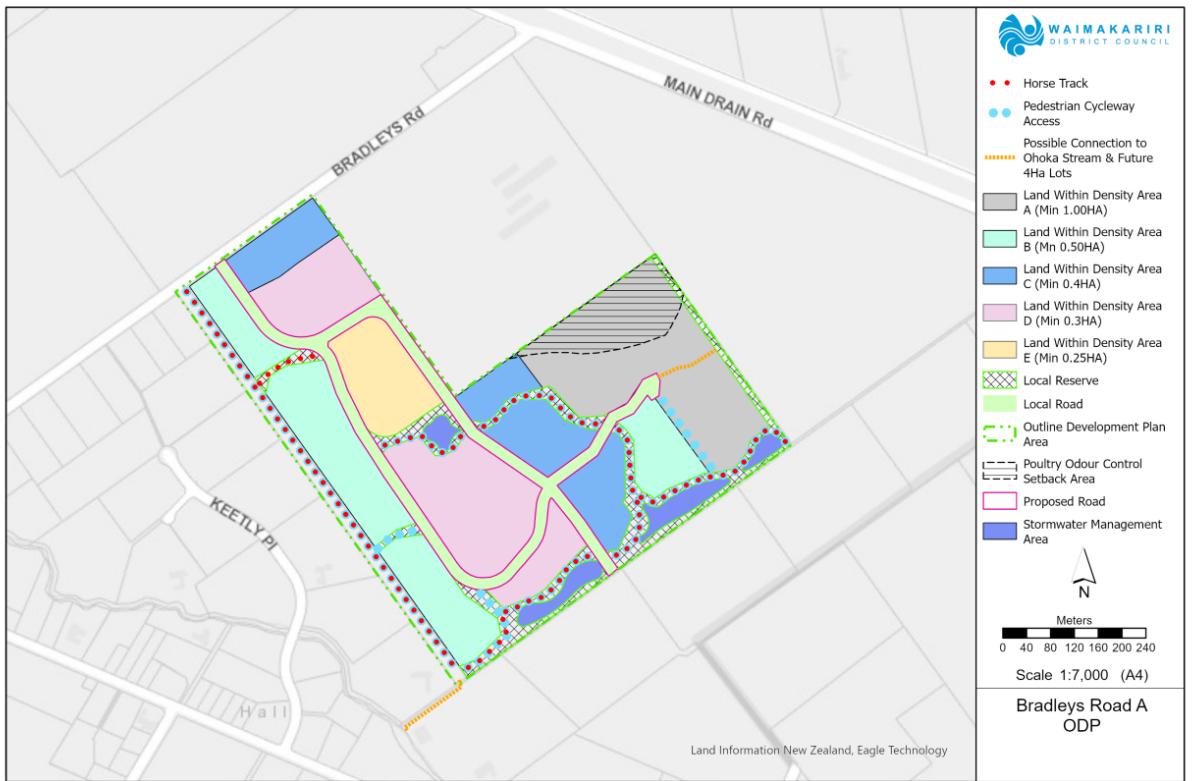 WAIMAKARIRI
DISTRICT COUNCIL
Horse Track
Pedestrian Cycleway
Access
Possible Connection to
Ohoka Stream & Future
4Ha Lots
Land Within Density Area
A (Min 1.00HA)
Land Within Density Area
B (Mn 0.50HA)
Land Within Density Area
C (Min 0.4HA)
Land Within Density Area
D (Min 0.3HA)
Land Within Density Area
E (Min 0.25HA)
Local Reserve
Local Road
Outline Development Plan
Area
Poultry Odour Control
Setback Area
Proposed Road
Stormwater Management
Area
N
Meters
0 40 80 120 160 200 240
Scale 1:7,000 (A4)
Bradleys Road A
ODP
MAIN DRAIN Rd
BRADLEYS Rd
KEETLY Pl
Hall
Land Information New Zealand, Eagle Technology